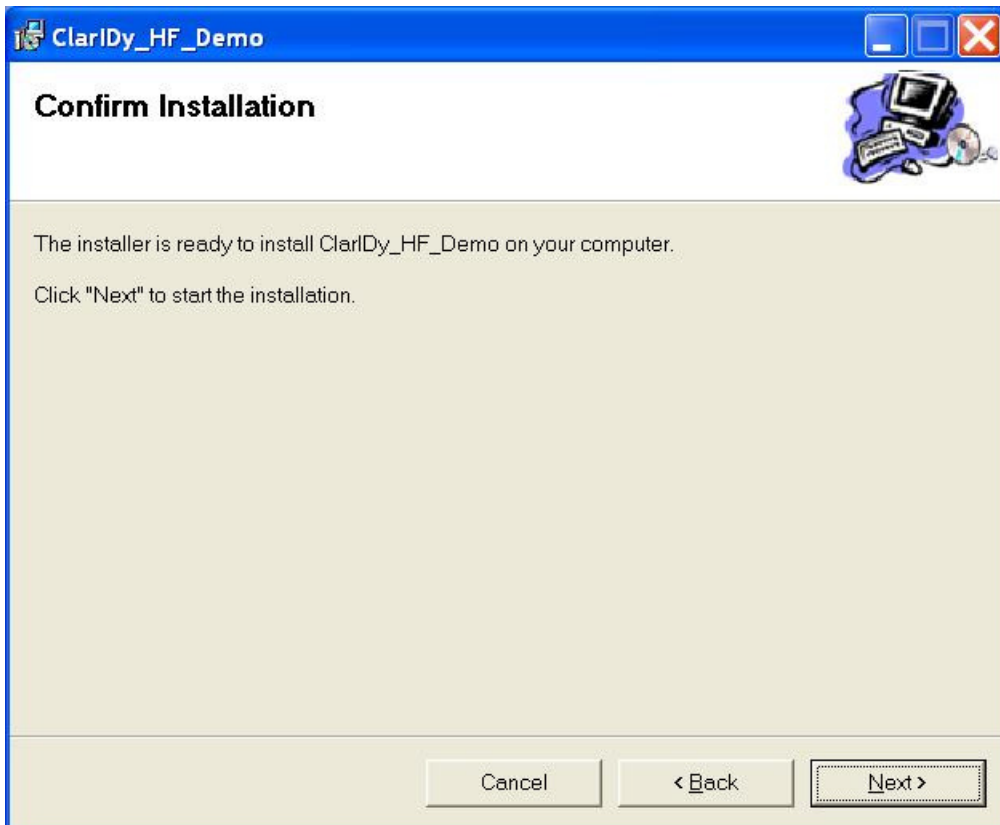 ClarIDy_HF_Demo
Confirm Installation
The installer is ready to install ClarIDy_HF_Demo on your computer.
Click "Next" to start the installation.
Cancel
< Back
Next >